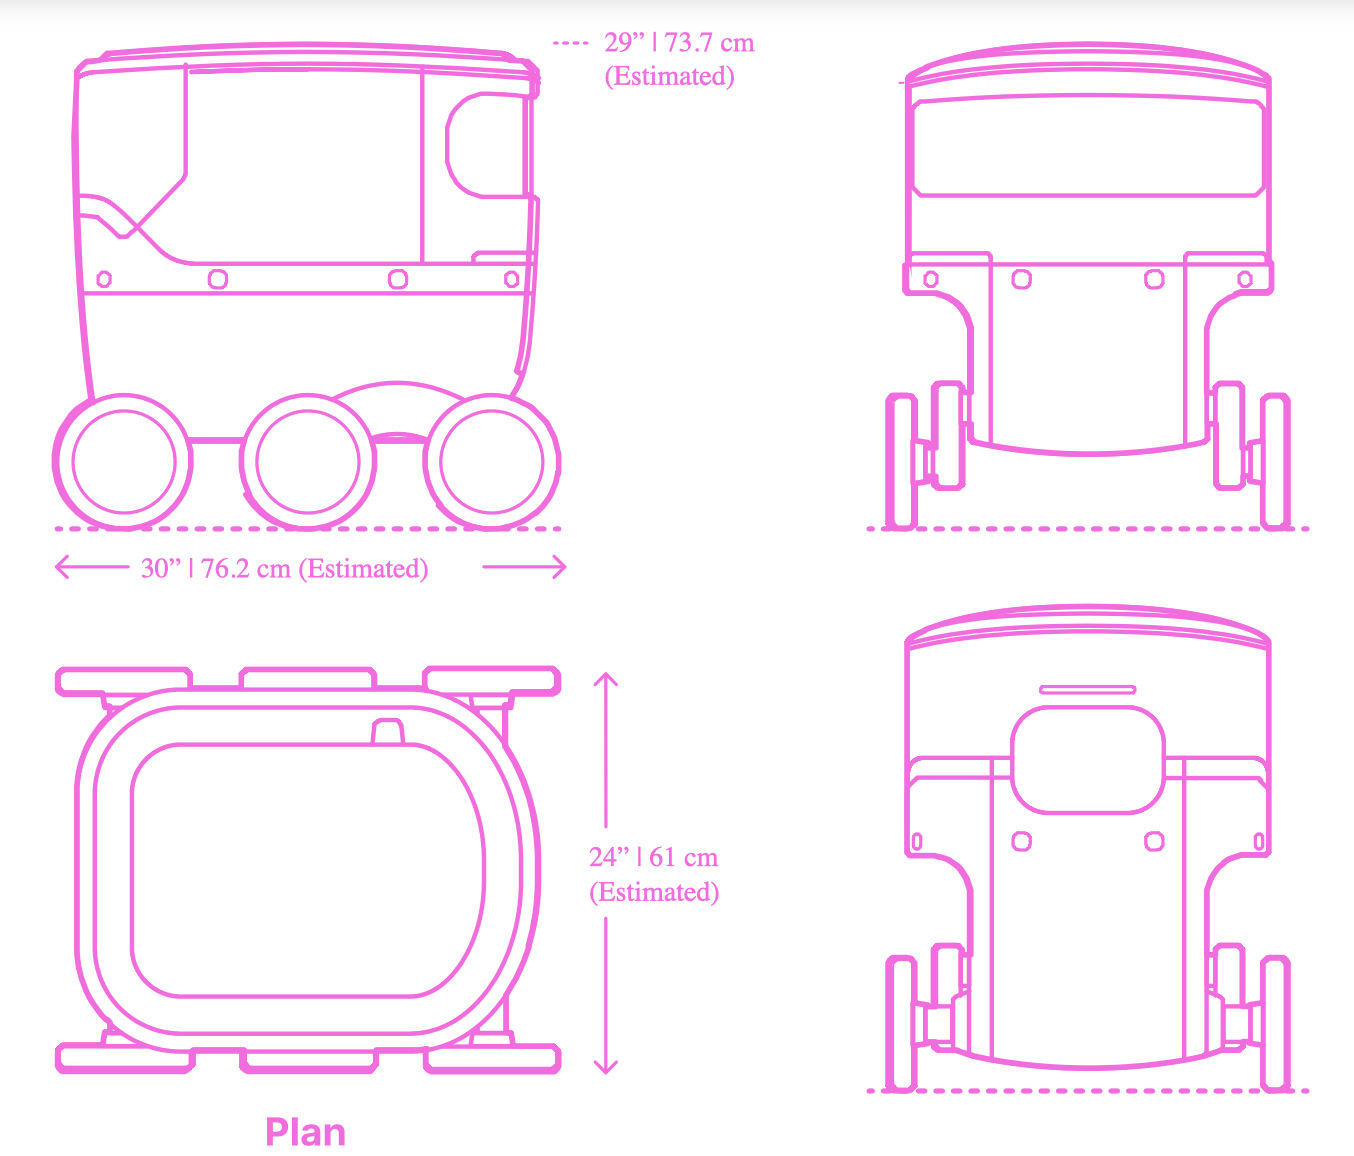 29” | 73.7 cm
(Estimated)
30” | 76.2 cm (Estimated)
24” | 61 cm
(Estimated)
Plan